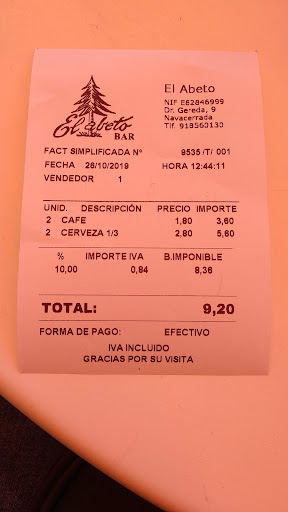 El abeto
BAR
El Abeto
NIF E82846999
Dr. Gereda, 9
Navacerrada
Tlf. 918560130
FACT SIMPLIFICADA Nº 9535 /T/ 001
FECHA 26/10/2019 HORA 12:44:11
VENDEDOR 1
UNID. DESCRIPCIÓN PRECIO IMPORTE
2 CAFE 1,80 3,60
2 CERVEZA 1/3 2,80 5,60
% IMPORTE IVA B.IMPONIBLE
10,00 0,84 8,36
TOTAL: 9,20
FORMA DE PAGO: EFECTIVO
IVA INCLUIDO
GRACIAS POR SU VISITA